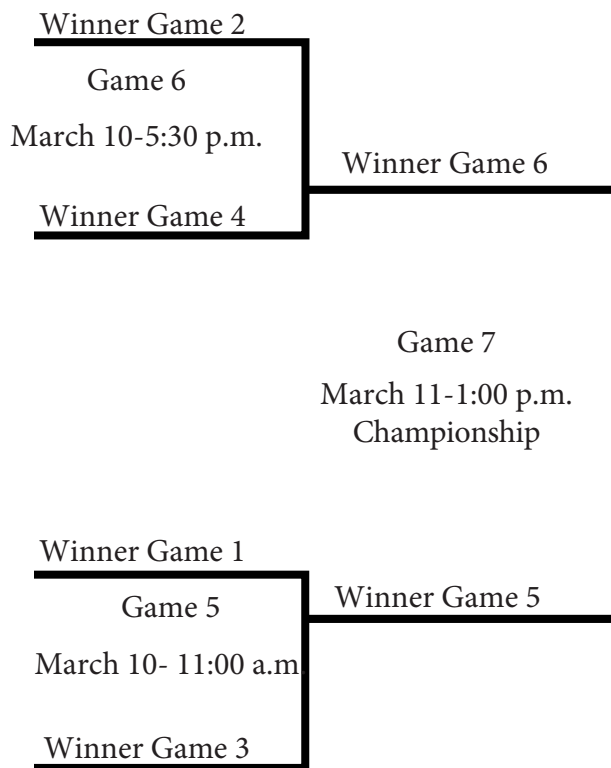 Winner Game 2
Game 6
March 10-5:30 p.m.
Winner Game 6
Winner Game 4
Game 7
March 11-1:00 p.m.
Championship
Winner Game 1
Game 5
Winner Game 5
March 10- 11:00 a.m.
Winner Game 3